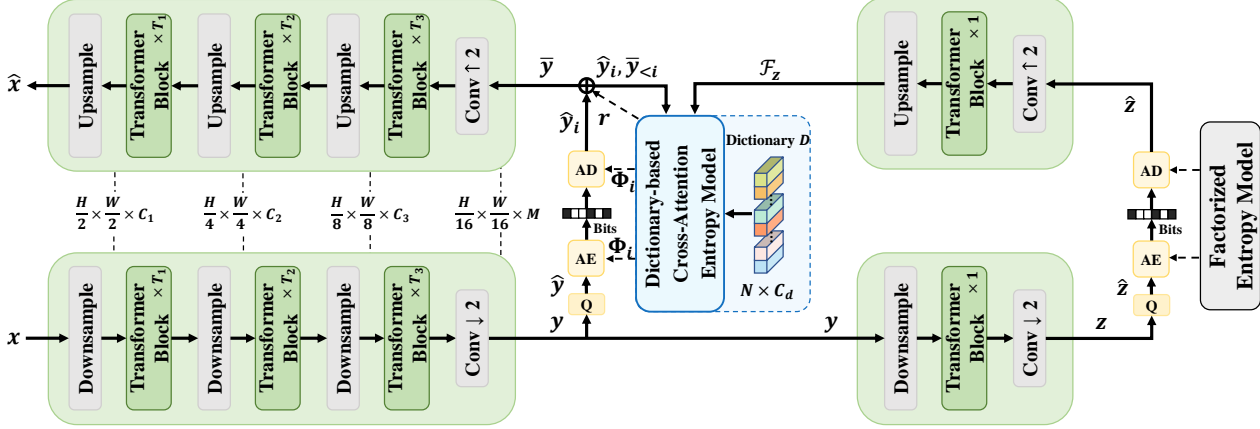 x̂
Upsample
Transformer
Block × T₁
Upsample
Transformer
Block × T₂
Upsample
Transformer
Block × T₃
Conv ↑ 2
ȳ
ŷᵢ, ȳ<ᵢ
ŷᵢ
r
ℱ_z
Upsample
Transformer
Block × 1
Conv ↑ 2
ẑ
H/2 × W/2 × C₁
H/4 × W/4 × C₂
H/8 × W/8 × C₃
H/16 × W/16 × M
AD
Φ̄ᵢ
Bits
Φᵢ
AE
ŷ
Q
Dictionary-based
Cross-Attention
Entropy Model
Dictionary D
N × C_d
AD
Bits
AE
ẑ
Q
Factorized
Entropy Model
x
Downsample
Transformer
Block × T₁
Downsample
Transformer
Block × T₂
Downsample
Transformer
Block × T₃
Conv ↓ 2
y
y
Downsample
Transformer
Block × 1
Conv ↓ 2
z